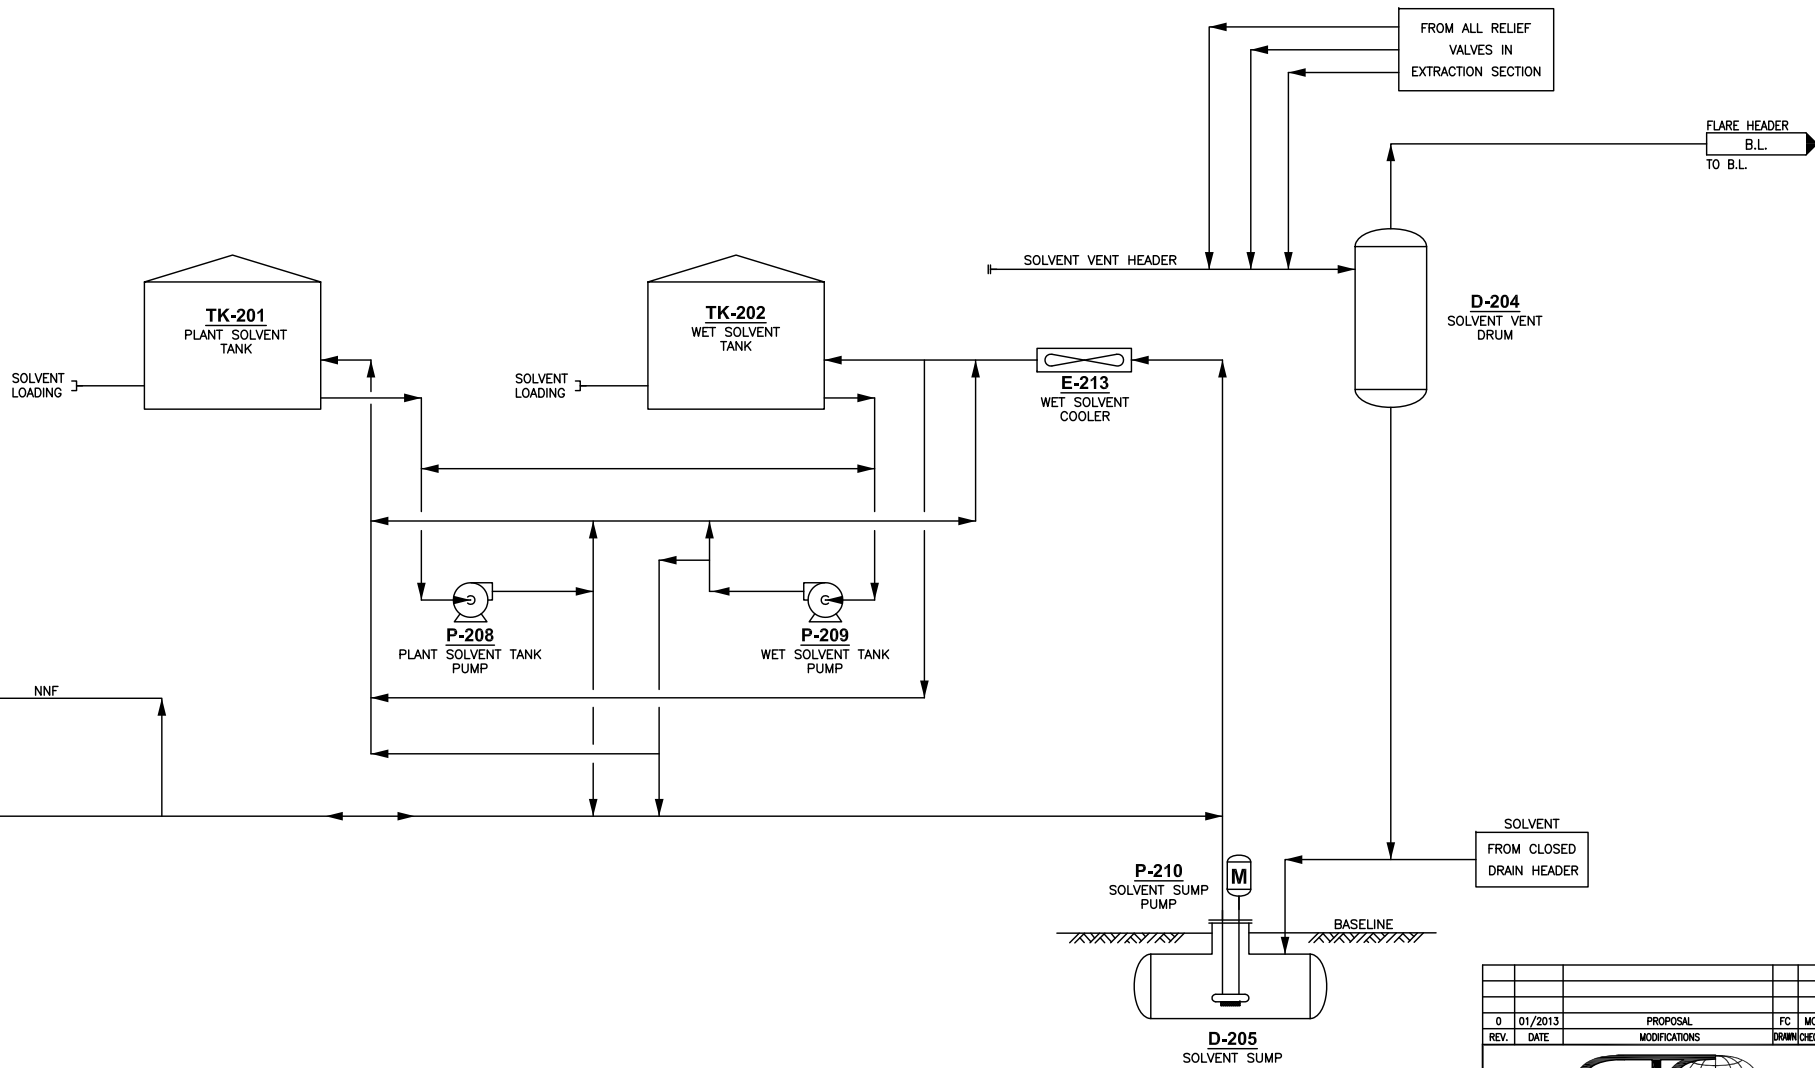 FROM ALL RELIEF
VALVES IN
EXTRACTION SECTION
FLARE HEADER
B.L.
TO B.L.
SOLVENT VENT HEADER
TK-201
PLANT SOLVENT
TANK
TK-202
WET SOLVENT
TANK
D-204
SOLVENT VENT
DRUM
SOLVENT
LOADING
SOLVENT
LOADING
E-213
WET SOLVENT
COOLER
P-208
PLANT SOLVENT TANK
PUMP
P-209
WET SOLVENT TANK
PUMP
NNF
SOLVENT
FROM CLOSED
DRAIN HEADER
P-210
SOLVENT SUMP
PUMP
M
BASELINE
D-205
SOLVENT SUMP
0 01/2013 PROPOSAL FC
REV. DATE MODIFICATIONS DRAWN